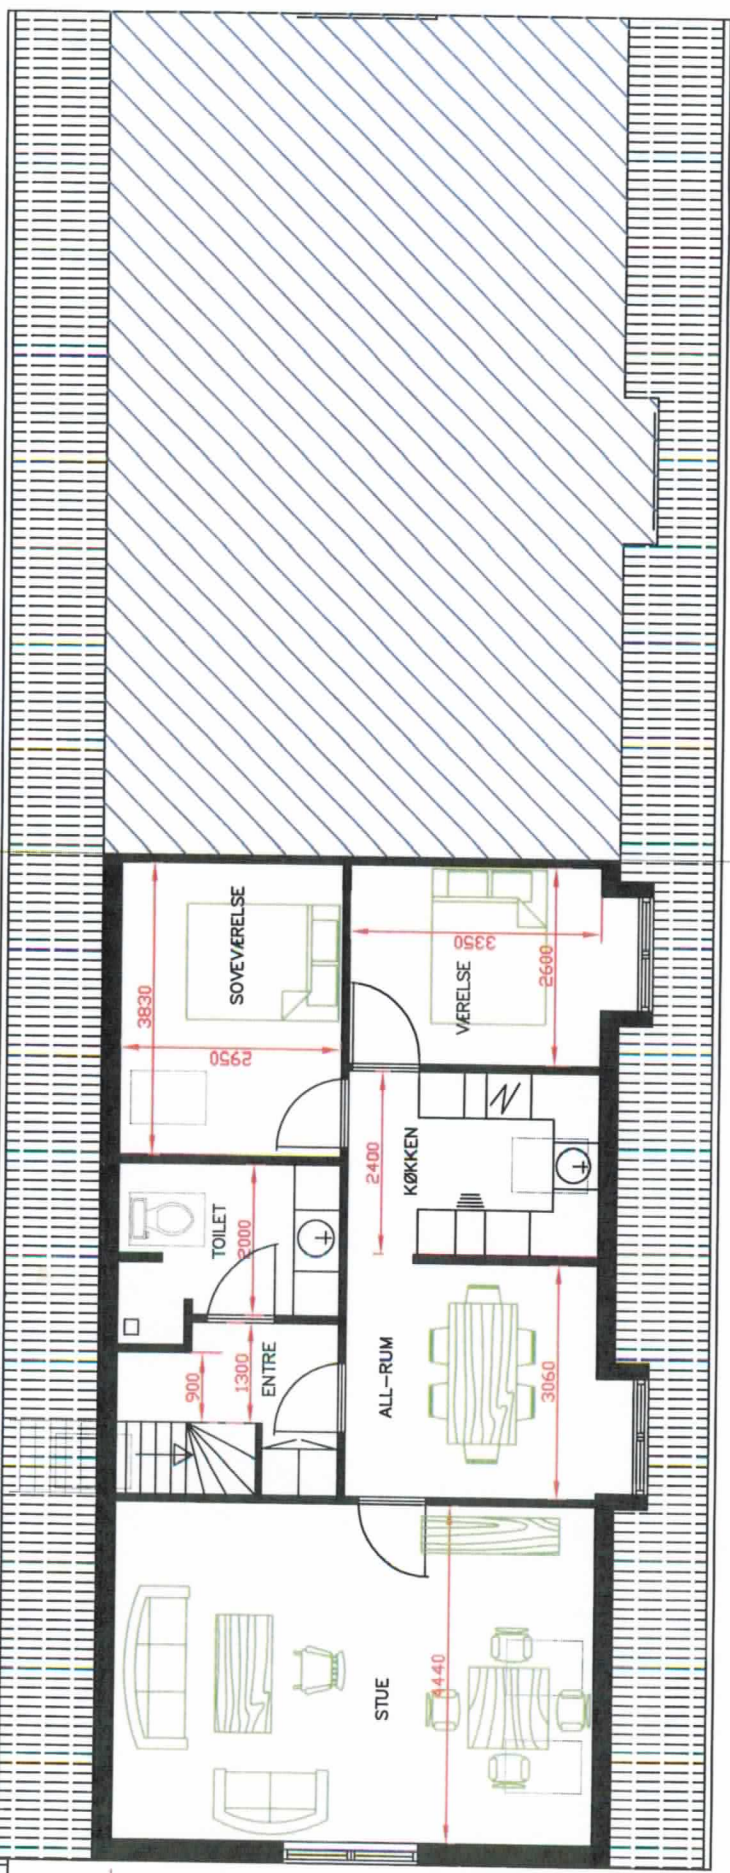 SOVEVÆRELSE
3830
2950
VÆRELSE
3350
2600
KØKKEN
2400
TOILET
2000
ENTRE
900
1300
ALL-RUM
3060
STUE
4440